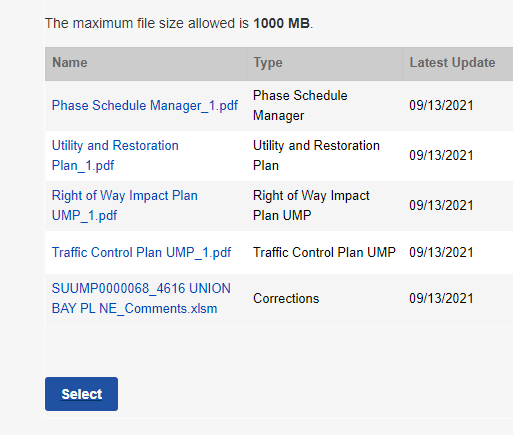 The maximum file size allowed is 1000 MB.
Name Type Latest Update
Phase Schedule Manager_1.pdf Phase Schedule Manager 09/13/2021
Utility and Restoration Plan_1.pdf Utility and Restoration Plan 09/13/2021
Right of Way Impact Plan UMP_1.pdf Right of Way Impact Plan UMP 09/13/2021
Traffic Control Plan UMP_1.pdf Traffic Control Plan UMP 09/13/2021
SUUMP0000068_4616 UNION BAY PL NE_Comments.xlsm Corrections 09/13/2021
Select